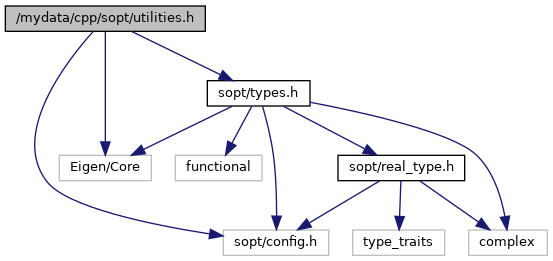 /mydata/cpp/sopt/utilities.h
sopt/types.h
Eigen/Core
functional
sopt/real_type.h
sopt/config.h
type_traits
complex